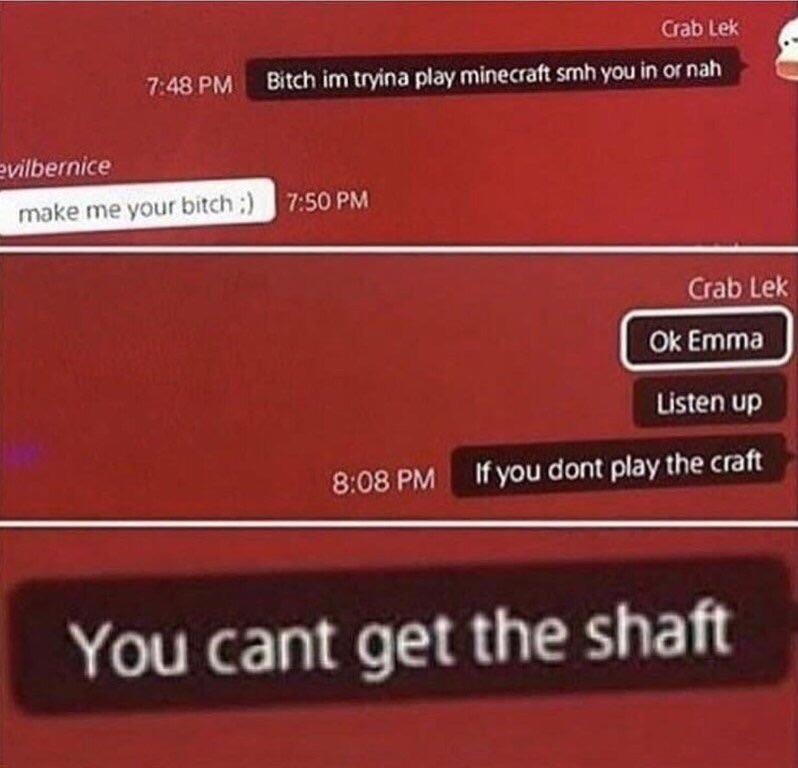 Crab Lek
7:48 PM Bitch im tryina play minecraft smh you in or nah
evilbernice
make me your bitch ;) 7:50 PM
Crab Lek
Ok Emma
Listen up
8:08 PM If you dont play the craft
You cant get the shaft